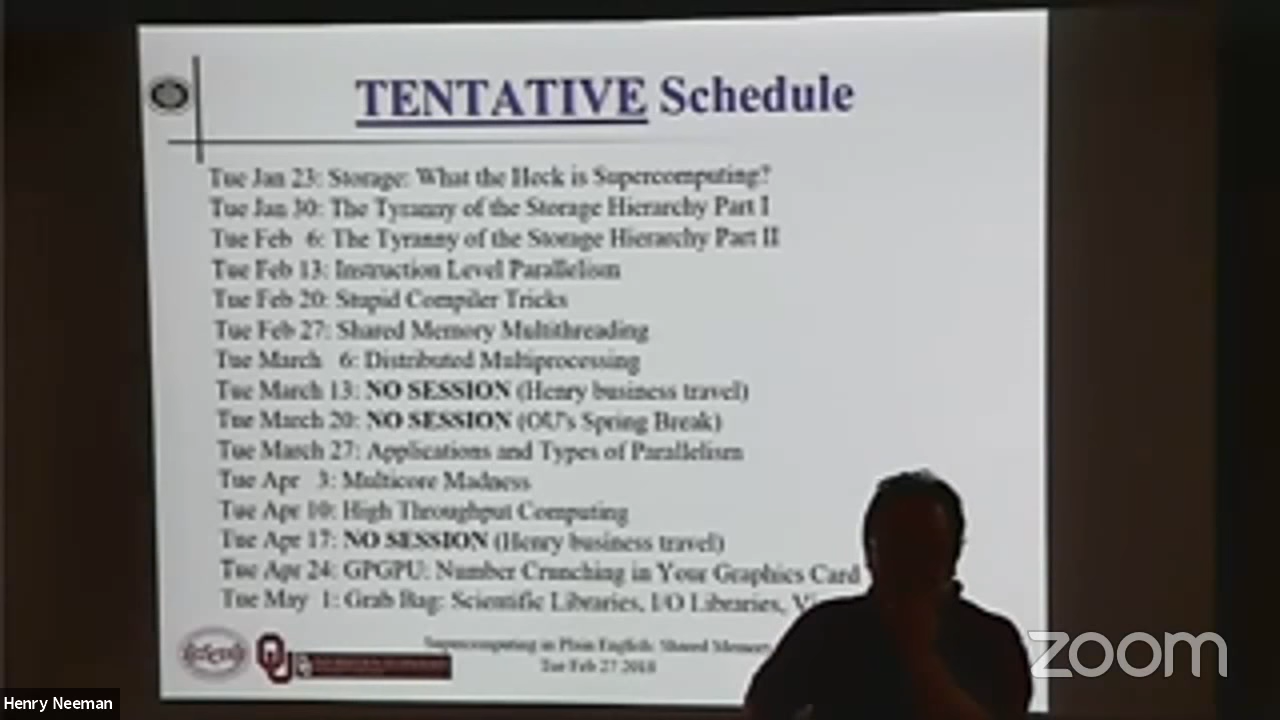 TENTATIVE Schedule
Tue Jan 23: Storage: What the Heck is Supercomputing?
Tue Jan 30: The Tyranny of the Storage Hierarchy Part I
Tue Feb 6: The Tyranny of the Storage Hierarchy Part II
Tue Feb 13: Instruction Level Parallelism
Tue Feb 20: Stupid Compiler Tricks
Tue Feb 27: Shared Memory Multithreading
Tue March 6: Distributed Multiprocessing
Tue March 13: NO SESSION (Henry business travel)
Tue March 20: NO SESSION (OU's Spring Break)
Tue March 27: Applications and Types of Parallelism
Tue Apr 3: Multicore Madness
Tue Apr 10: High Throughput Computing
Tue Apr 17: NO SESSION (Henry business travel)
Tue Apr 24: GPGPU: Number Crunching in Your Graphics Card
Tue May 1: Grab Bag: Scientific Libraries, I/O Libraries,
Supercomputing in Plain English: Shared Memory
Tue Feb 27 2018
zoom
Henry Neeman